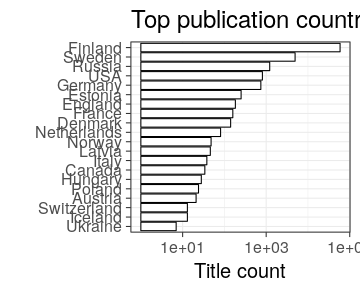 Top publication countr
Finland
Sweden
Russia
USA
Germany
Estonia
England
France
Denmark
Netherlands
Norway
Latvia
Italy
Canada
Hungary
Poland
Austria
Switzerland
Iceland
Ukraine
1e+01
1e+03
1e+0
Title count